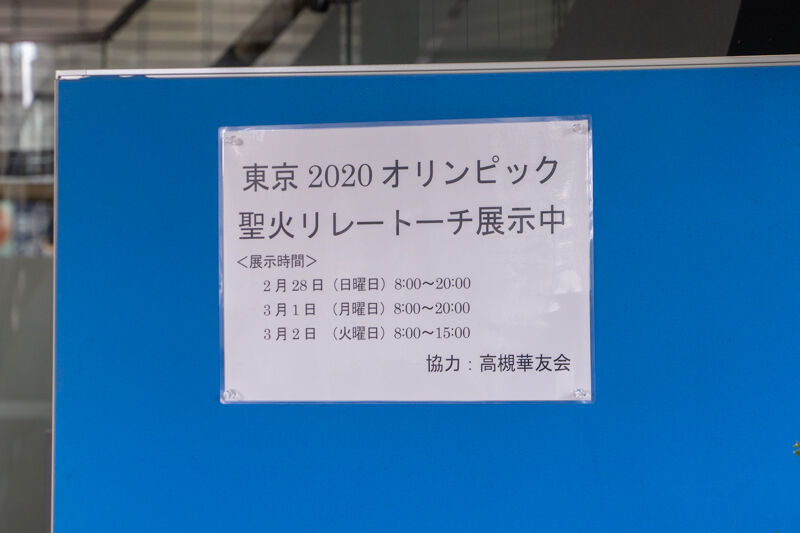 東京 2020 オリンピック
聖火リレートーチ展示中
＜展示時間＞
2月28日（日曜日）8:00～20:00
3月1日 （月曜日）8:00～20:00
3月2日 （火曜日）8:00～15:00
協力：高槻華友会